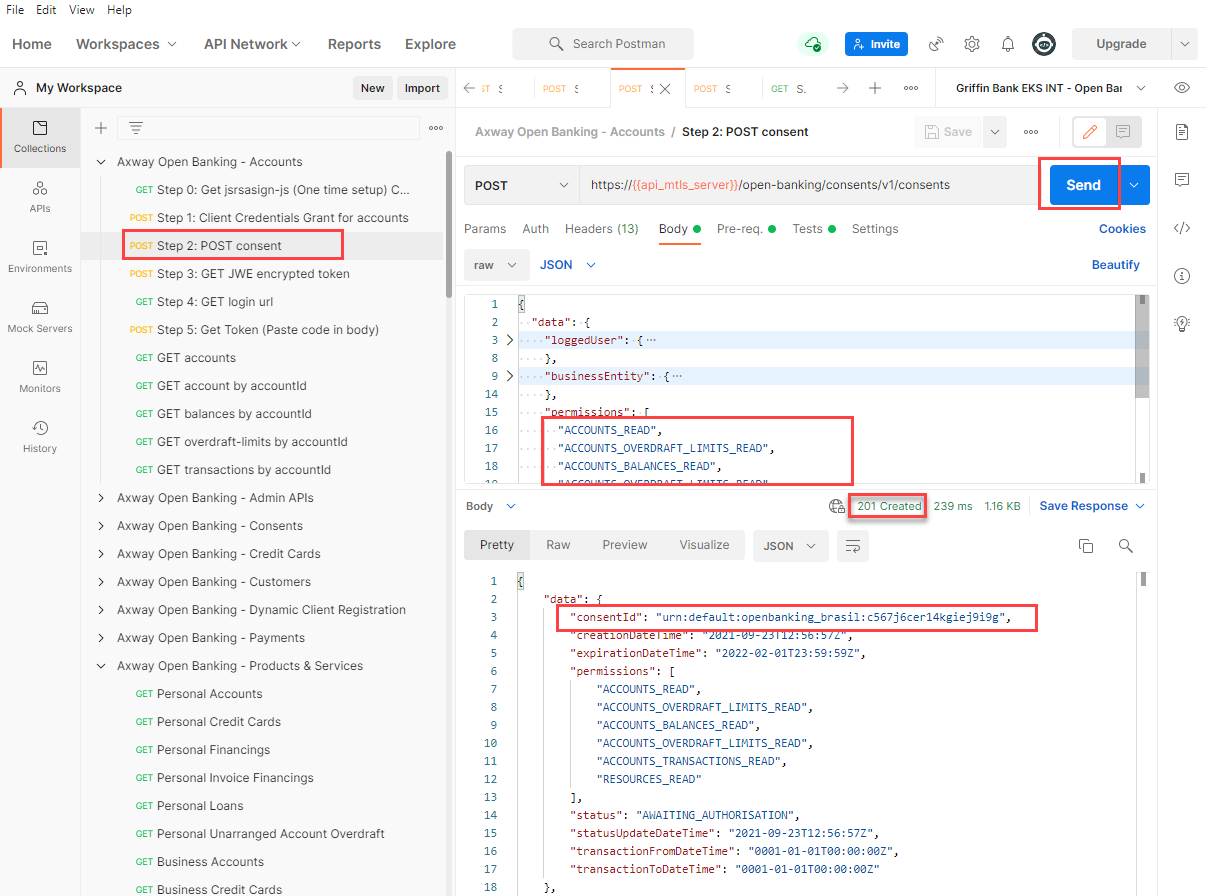 File Edit View Help
Home Workspaces API Network Reports Explore Search Postman Invite Upgrade
My Workspace New Import
POST POST POST GET S. Griffin Bank EKS INT - Open Bar
Collections
APIs
Environments
Mock Servers
Monitors
History
Axway Open Banking - Accounts
GET Step 0: Get jsrsasign-js (One time setup) C...
POST Step 1: Client Credentials Grant for accounts
POST Step 2: POST consent
POST Step 3: GET JWE encrypted token
GET Step 4: GET login url
POST Step 5: Get Token (Paste code in body)
GET GET accounts
GET GET account by accountId
GET GET balances by accountId
GET GET overdraft-limits by accountId
GET GET transactions by accountId
Axway Open Banking - Admin APIs
Axway Open Banking - Consents
Axway Open Banking - Credit Cards
Axway Open Banking - Customers
Axway Open Banking - Dynamic Client Registration
Axway Open Banking - Payments
Axway Open Banking - Products & Services
GET Personal Accounts
GET Personal Credit Cards
GET Personal Financings
GET Personal Invoice Financings
GET Personal Loans
GET Personal Unarranged Account Overdraft
GET Business Accounts
GET Business Credit Cards
Axway Open Banking - Accounts / Step 2: POST consent
Save
POST https://{{api_mtls_server}}/open-banking/consents/v1/consents Send
Params Auth Headers (13) Body Pre-req. Tests Settings Cookies
raw JSON Beautify
1 {
2 "data": {
3 "loggedUser": {...
8 },
9 "businessEntity": {...
14 },
15 "permissions": [
16 "ACCOUNTS_READ",
17 "ACCOUNTS_OVERDRAFT_LIMITS_READ",
18 "ACCOUNTS_BALANCES_READ",
19 "ACCOUNTS_OVERDRAFT_LIMITS_READ"
Body 201 Created 239 ms 1.16 KB Save Response
Pretty Raw Preview Visualize JSON
1 {
2 "data": {
3 "consentId": "urn:default:openbanking_brasil:c567j6cer14kgiej9i9g",
4 "creationDateTime": "2021-09-23T12:56:57Z",
5 "expirationDateTime": "2022-02-01T23:59:59Z",
6 "permissions": [
7 "ACCOUNTS_READ",
8 "ACCOUNTS_OVERDRAFT_LIMITS_READ",
9 "ACCOUNTS_BALANCES_READ",
10 "ACCOUNTS_OVERDRAFT_LIMITS_READ",
11 "ACCOUNTS_TRANSACTIONS_READ",
12 "RESOURCES_READ"
13 ],
14 "status": "AWAITING_AUTHORISATION",
15 "statusUpdateDateTime": "2021-09-23T12:56:57Z",
16 "transactionFromDateTime": "0001-01-01T00:00:00Z",
17 "transactionToDateTime": "0001-01-01T00:00:00Z"
18 },